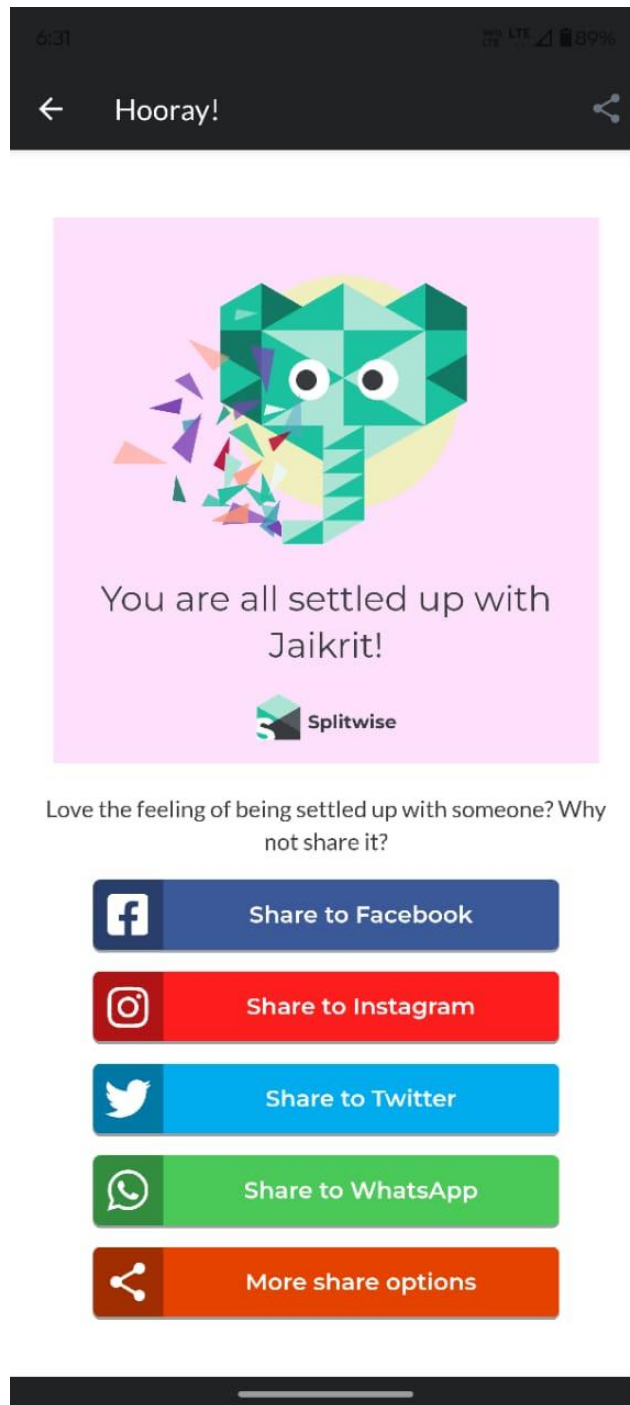 6:31
LTE 89%
Hooray!
You are all settled up with
Jaikrit!
Splitwise
Love the feeling of being settled up with someone? Why
not share it?
Share to Facebook
Share to Instagram
Share to Twitter
Share to WhatsApp
More share options